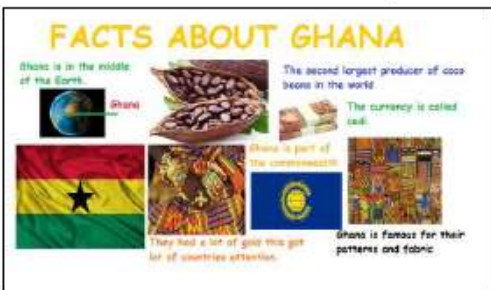 FACTS ABOUT GHANA
Ghana is in the middle
of the Earth.
Ghana
The second largest producer of coco
beans in the world
The currency is called
cedi
Ghana is part of
the commonwealth
They had a lot of gold this got
lot of countries attention.
Ghana is famous for their
patterns and fabric